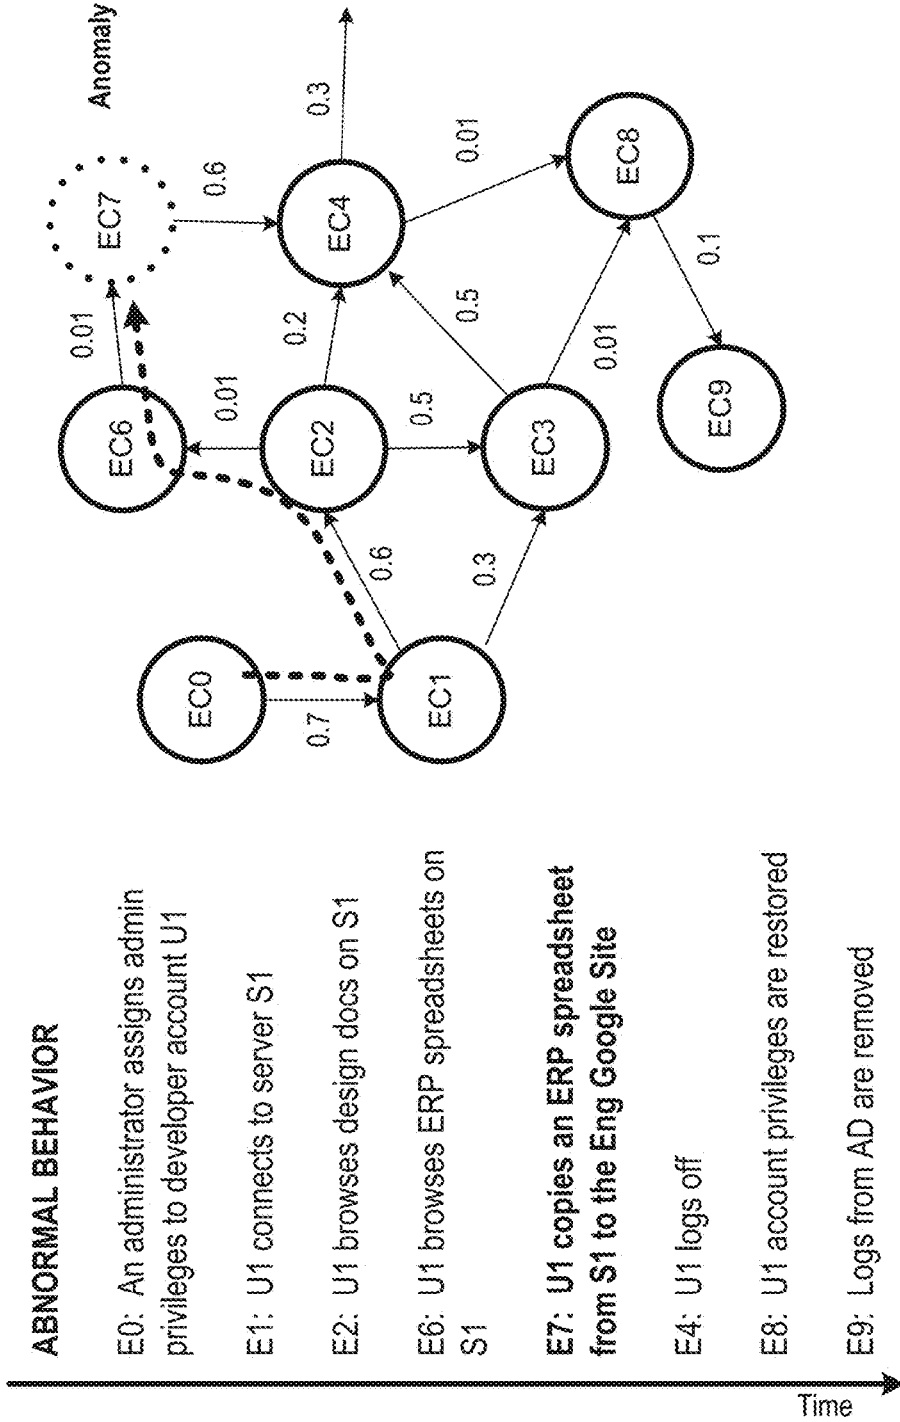 ABNORMAL BEHAVIOR
E0: An administrator assigns admin
privileges to developer account U1
E1: U1 connects to server S1
E2: U1 browses design docs on S1
E6: U1 browses ERP spreadsheets on
S1
E7: U1 copies an ERP spreadsheet
from S1 to the Eng Google Site
E4: U1 logs off
E8: U1 account privileges are restored
E9: Logs from AD are removed
Time
Anomaly
EC7
0.01
0.6
EC6
0.01
EC0
0.7
EC2
0.2
EC4
0.3
0.6
0.5
EC1
0.3
0.5
0.01
EC3
0.01
EC8
0.1
EC9